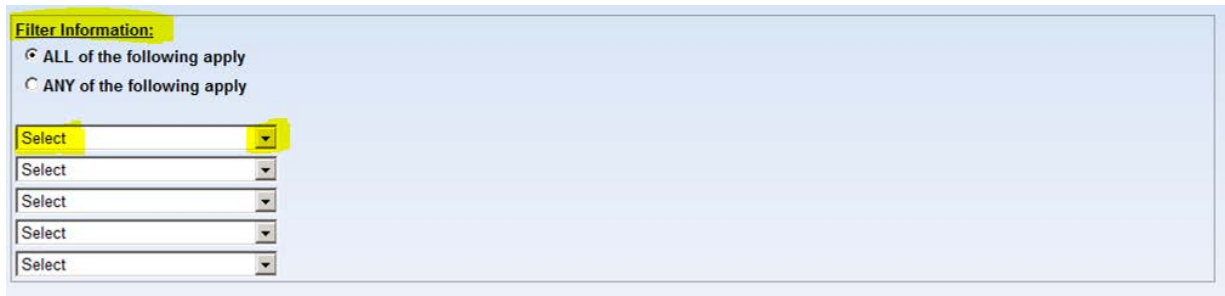 Filter Information:
ALL of the following apply
ANY of the following apply
Select
Select
Select
Select
Select